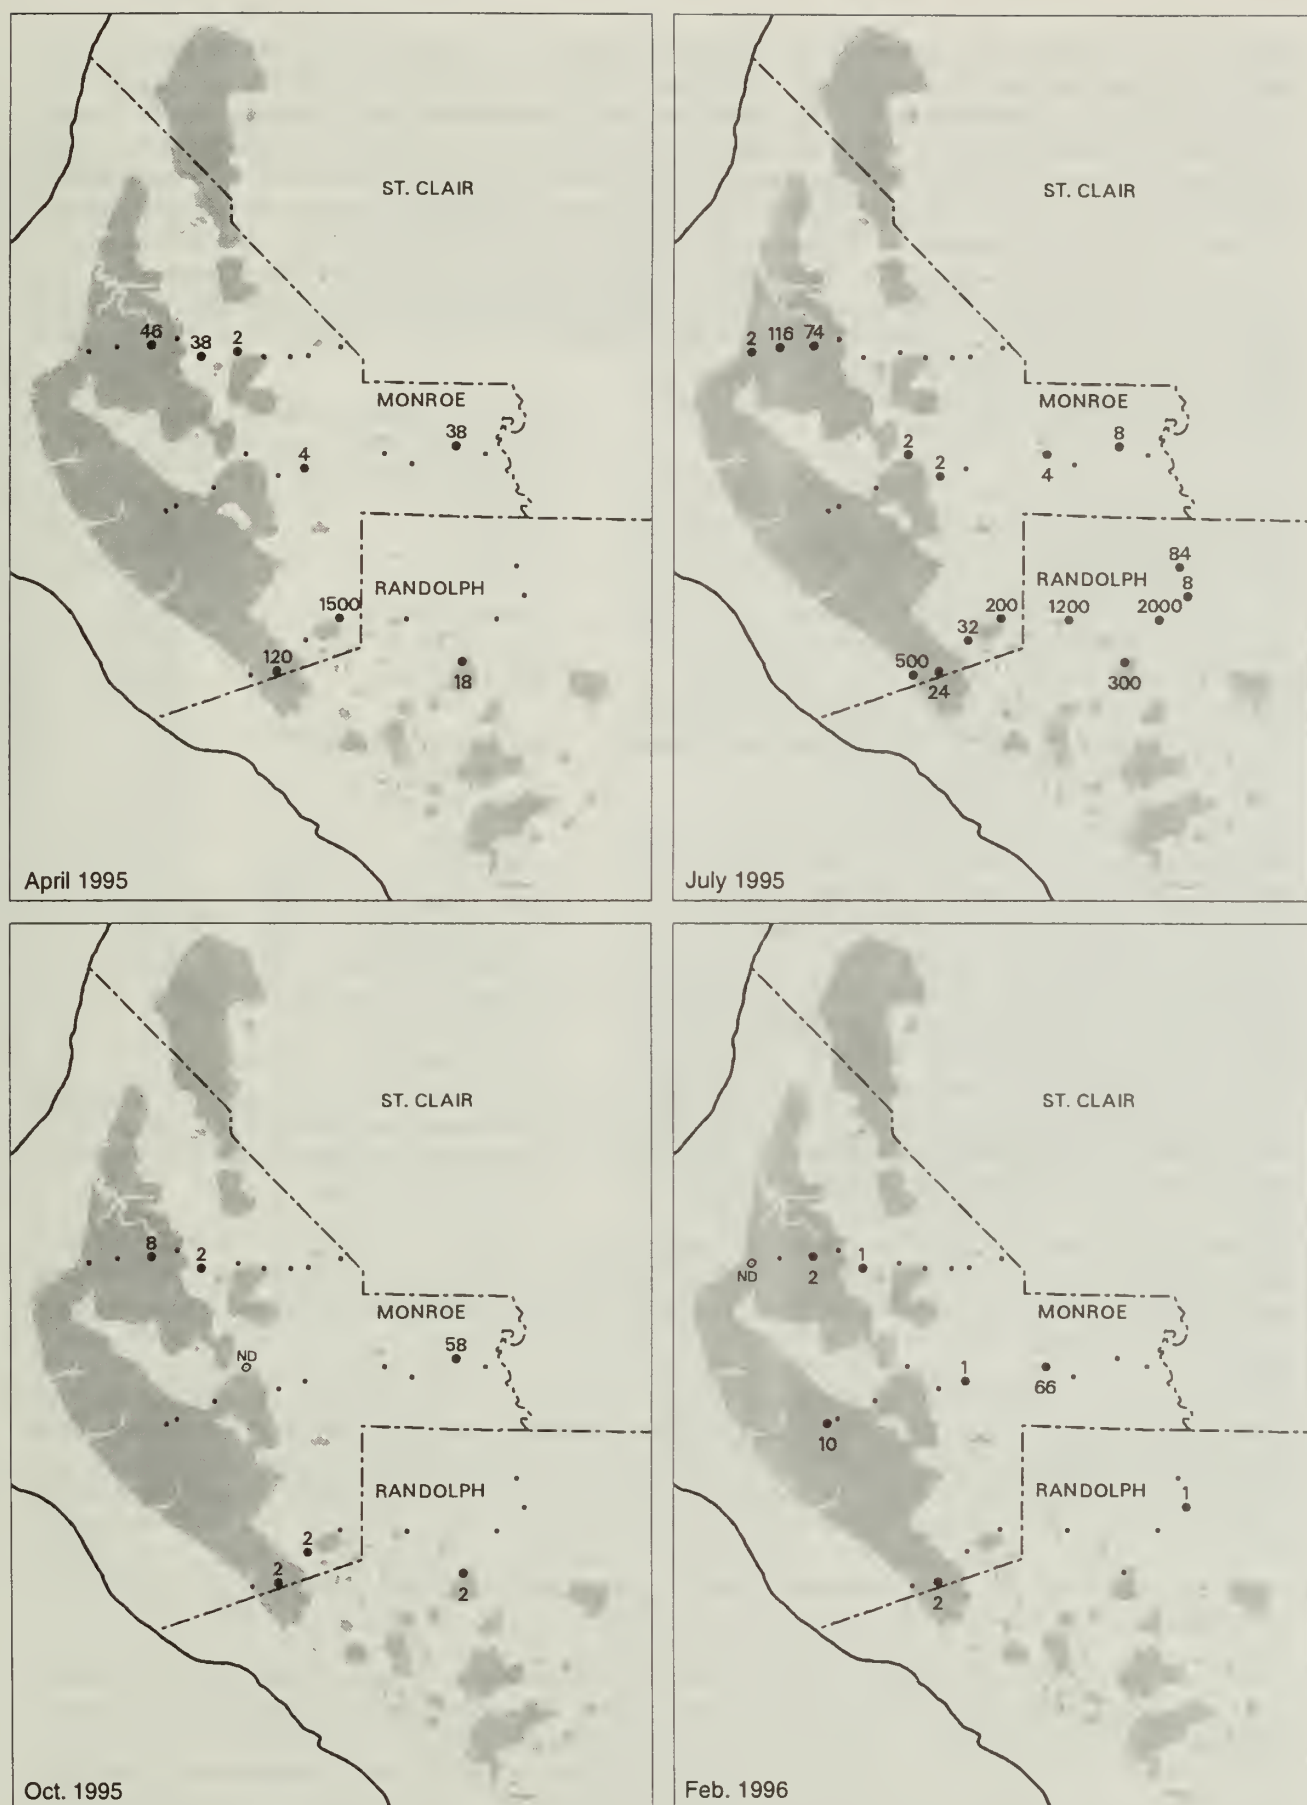 ST. CLAIR
46
38
2
MONROE
38
4
RANDOLPH
1500
120
18
April 1995
ST. CLAIR
2
116
74
MONROE
2
8
2
4
84
RANDOLPH
8
200
1200
2000
32
500
24
300
July 1995
ST. CLAIR
8
2
MONROE
ND
58
RANDOLPH
2
2
2
Oct. 1995
ST. CLAIR
1
ND
2
MONROE
1
66
10
RANDOLPH
1
2
Feb. 1996